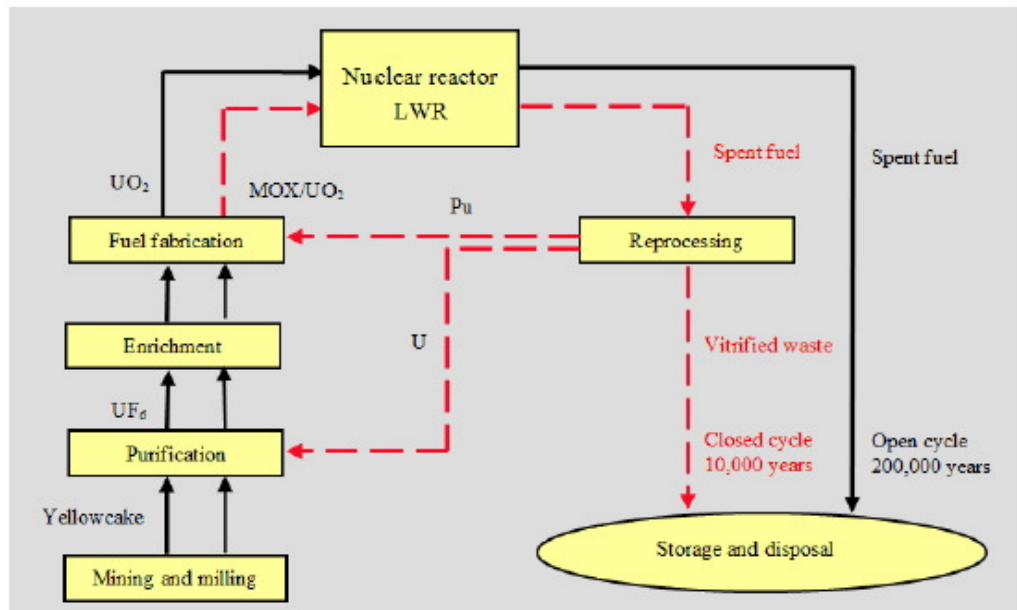 Nuclear reactor
LWR
Spent fuel
Spent fuel
UO₂
MOX/UO₂
Pu
Fuel fabrication
Reprocessing
Enrichment
U
Vitrified waste
UF₆
Purification
Closed cycle
10,000 years
Open cycle
200,000 years
Yellowcake
Storage and disposal
Mining and milling